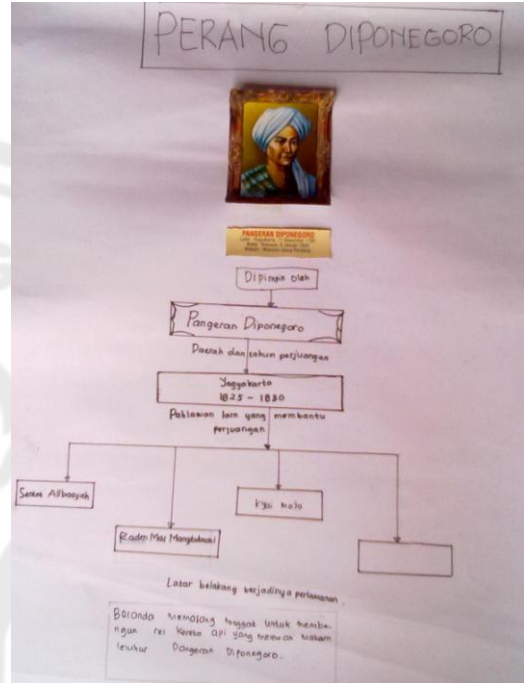 PERANG DIPONEGORO
PANGERAN DIPONEGORO
Dipimpin oleh
Pangeran Diponegoro
Daerah dan tahun perjuangan
Yogyakarta
1825 - 1830
Pahlawan lain yang membantu
perjuangan
Sentot Alibasyah
Kyai Mojo
Raden Mas Mangkubumi
Latar belakang terjadinya perlawanan.
Belanda memasang tonggak untuk memba-
ngun rel kereta api yang melewati makam
leluhur Pangeran Diponegoro.